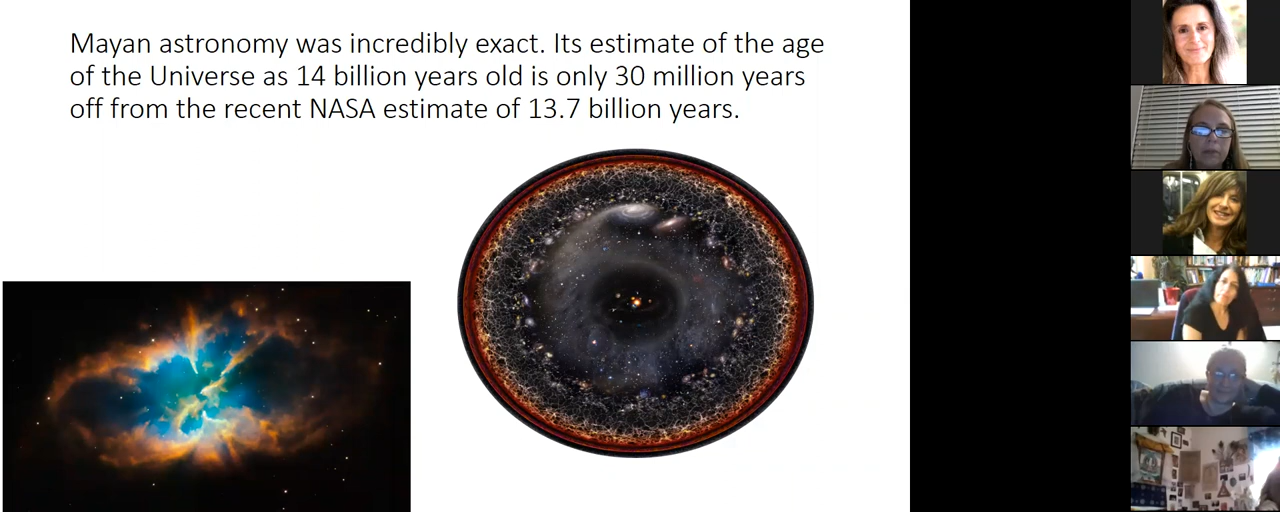 Mayan astronomy was incredibly exact. Its estimate of the age
of the Universe as 14 billion years old is only 30 million years
off from the recent NASA estimate of 13.7 billion years.